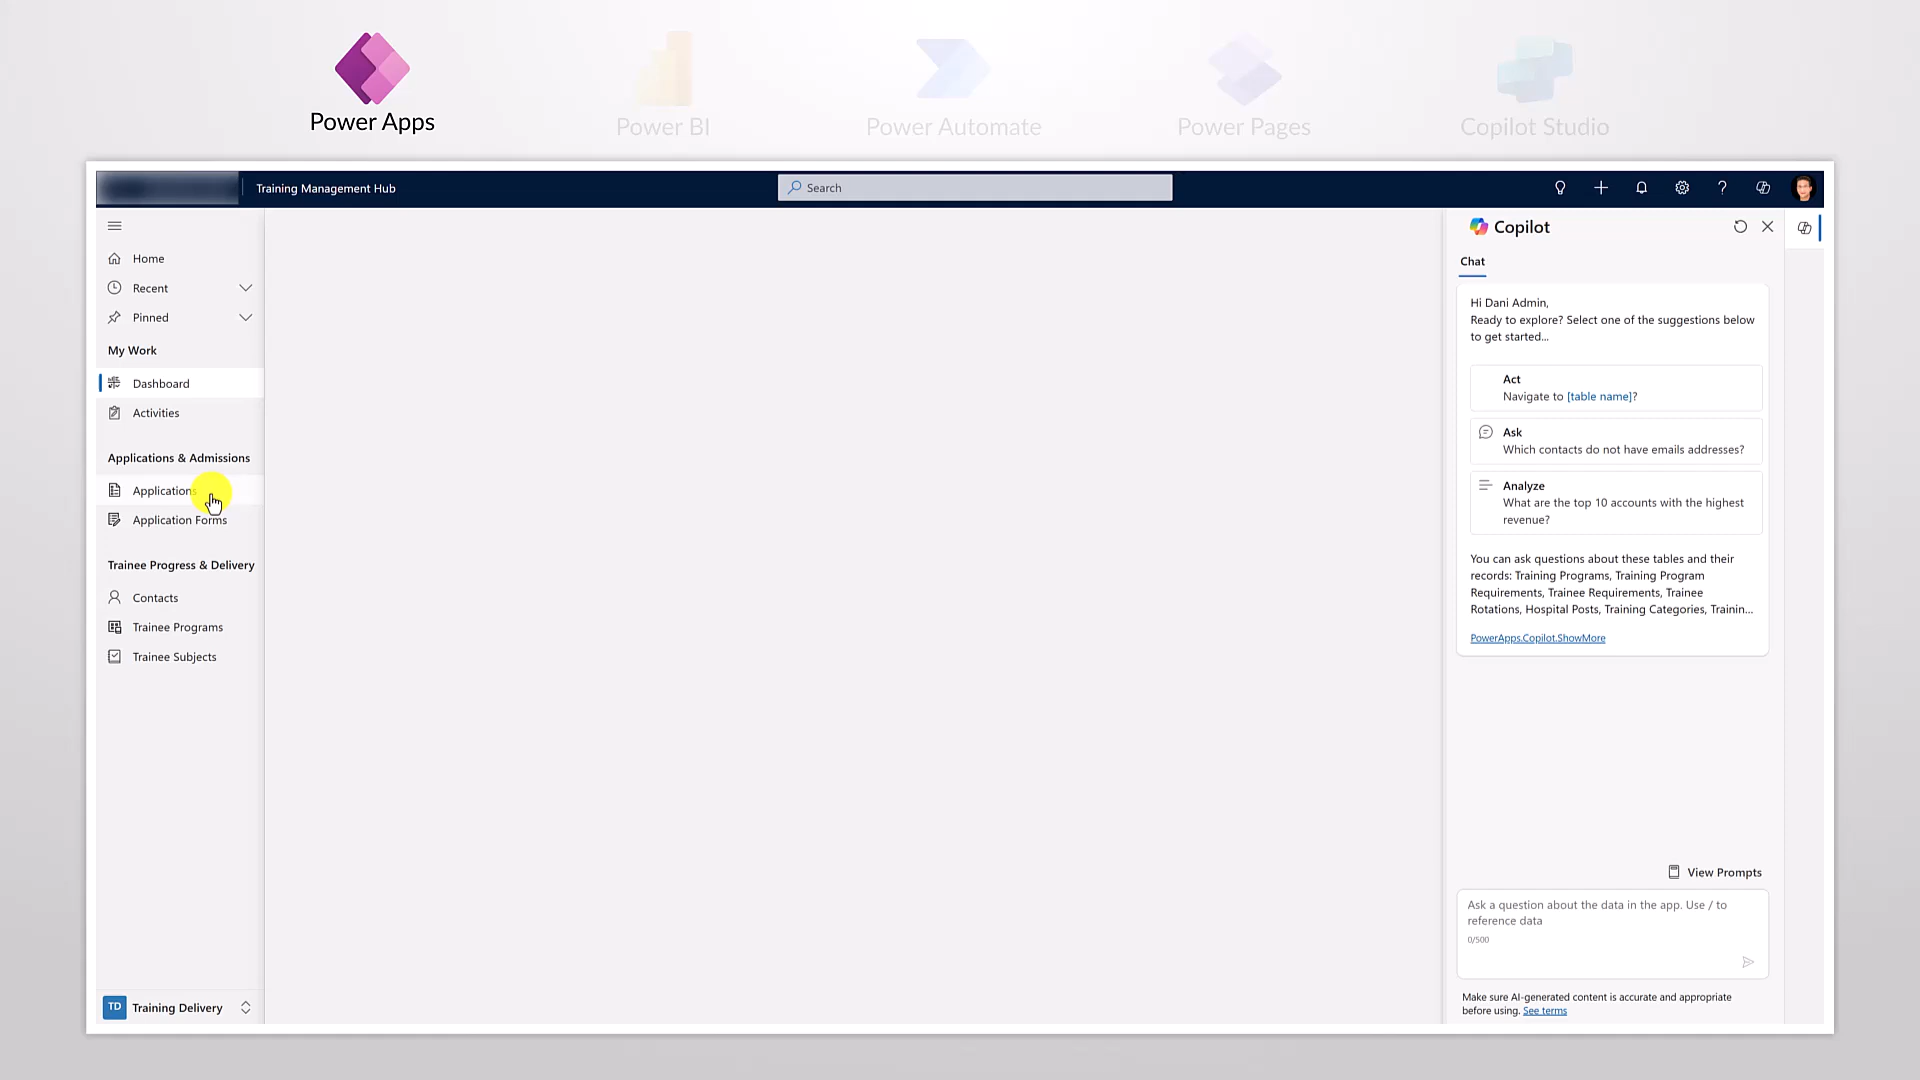 Power Apps
Power BI
Power Automate
Power Pages
Copilot Studio
Training Management Hub
Search
Home
Recent
Pinned
My Work
Dashboard
Activities
Applications & Admissions
Applications
Application Forms
Trainee Progress & Delivery
Contacts
Trainee Programs
Trainee Subjects
TD
Training Delivery
Copilot
Chat
Hi Dani Admin,
Ready to explore? Select one of the suggestions below
to get started...
Act
Navigate to [table name]?
Ask
Which contacts do not have emails addresses?
Analyze
What are the top 10 accounts with the highest
revenue?
You can ask questions about these tables and their
records: Training Programs, Training Program
Requirements, Trainee Requirements, Trainee
Rotations, Hospital Posts, Training Categories, Trainin...
PowerApps.Copilot.ShowMore
View Prompts
Ask a question about the data in the app. Use / to
reference data
0/500
Make sure AI-generated content is accurate and appropriate
before using. See terms